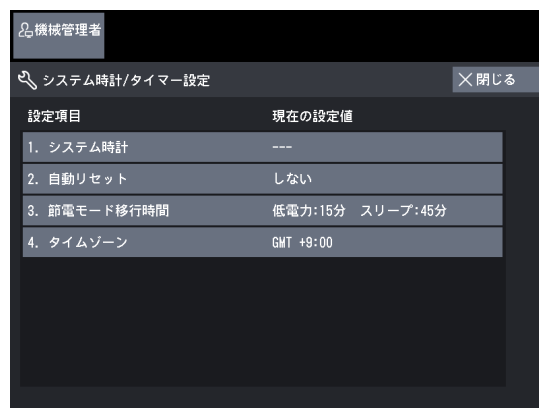 機械管理者
システム時計/タイマー設定
閉じる
設定項目 現在の設定値
1. システム時計 ---
2. 自動リセット しない
3. 節電モード移行時間 低電力:15分 スリープ:45分
4. タイムゾーン GMT +9:00